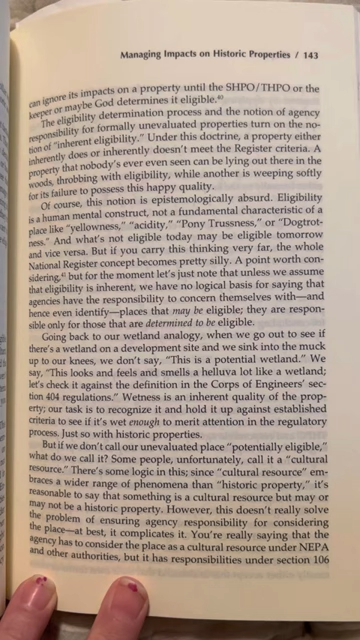 Managing Impacts on Historic Properties / 143
can ignore its impacts on a property until the SHPO/THPO or the
keeper or maybe God determines it eligible.⁴⁰
The eligibility determination process and the notion of agency
responsibility for formally unevaluated properties turn on the no-
tion of "inherent eligibility." Under this doctrine, a property either
inherently does or inherently doesn't meet the Register criteria. A
property that nobody's ever even seen can be lying out there in the
woods, throbbing with eligibility, while another is weeping softly
for its failure to possess this happy quality.
Of course, this notion is epistemologically absurd. Eligibility
is a human mental construct, not a fundamental characteristic of a
place like "yellowness," "acidity," "Pony Trussness," or "Dogtrot-
ness." And what's not eligible today may be eligible tomorrow
and vice versa. But if you carry this thinking very far, the whole
National Register concept becomes pretty silly. A point worth con-
sidering, but for the moment let's just note that unless we assume
that eligibility is inherent, we have no logical basis for saying that
agencies have the responsibility to concern themselves with—and
hence even identify—places that may be eligible; they are respon-
sible only for those that are determined to be eligible.
Going back to our wetland analogy, when we go out to see if
there's a wetland on a development site and we sink into the muck
up to our knees, we don't say, "This is a potential wetland." We
say, "This looks and feels and smells a helluva lot like a wetland;
let's check it against the definition in the Corps of Engineers' sec-
tion 404 regulations." Wetness is an inherent quality of the prop-
erty; our task is to recognize it and hold it up against established
criteria to see if it's wet enough to merit attention in the regulatory
process. Just so with historic properties.
But if we don't call our unevaluated place "potentially eligible,"
what do we call it? Some people, unfortunately, call it a "cultural
resource." There's some logic in this; since "cultural resource" em-
braces a wider range of phenomena than "historic property," it's
reasonable to say that something is a cultural resource but may or
may not be a historic property. However, this doesn't really solve
the problem of ensuring agency responsibility for considering
the place—at best, it complicates it. You're really saying that the
agency has to consider the place as a cultural resource under NEPA
and other authorities, but it has responsibilities under section 106